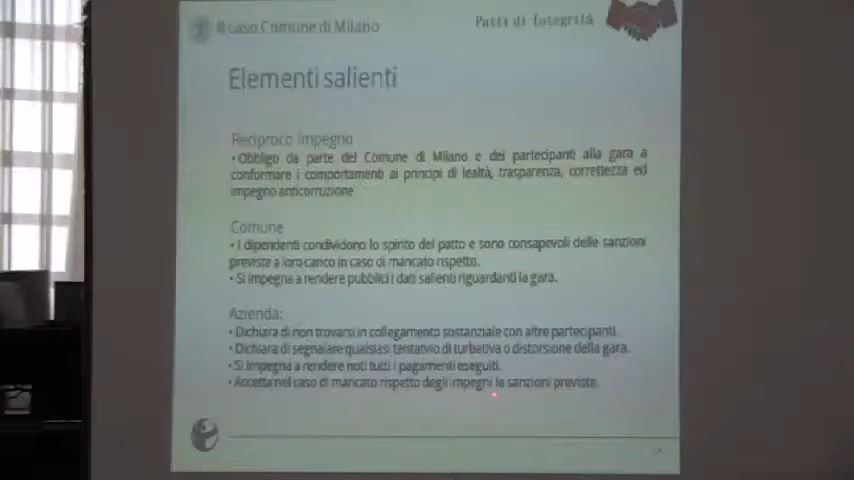 Il caso Comune di Milano
Patti di Integrità
Elementi salienti
Reciproco impegno
• Obbligo da parte del Comune di Milano e dei partecipanti alla gara a
conformare i comportamenti ai principi di lealtà, trasparenza, correttezza ed
impegno anticorruzione
Comune
• I dipendenti condividono lo spirito del patto e sono consapevoli delle sanzioni
previste a loro carico in caso di mancato rispetto.
• Si impegna a rendere pubblici i dati salienti riguardanti la gara.
Azienda:
• Dichiara di non trovarsi in collegamento sostanziale con altre partecipanti.
• Dichiara di segnalare qualsiasi tentatvio di turbativa o distorsione della gara.
• Si impegna a rendere noti tutti i pagamenti eseguiti.
• Accetta nel caso di mancato rispetto degli impegni le sanzioni previste.